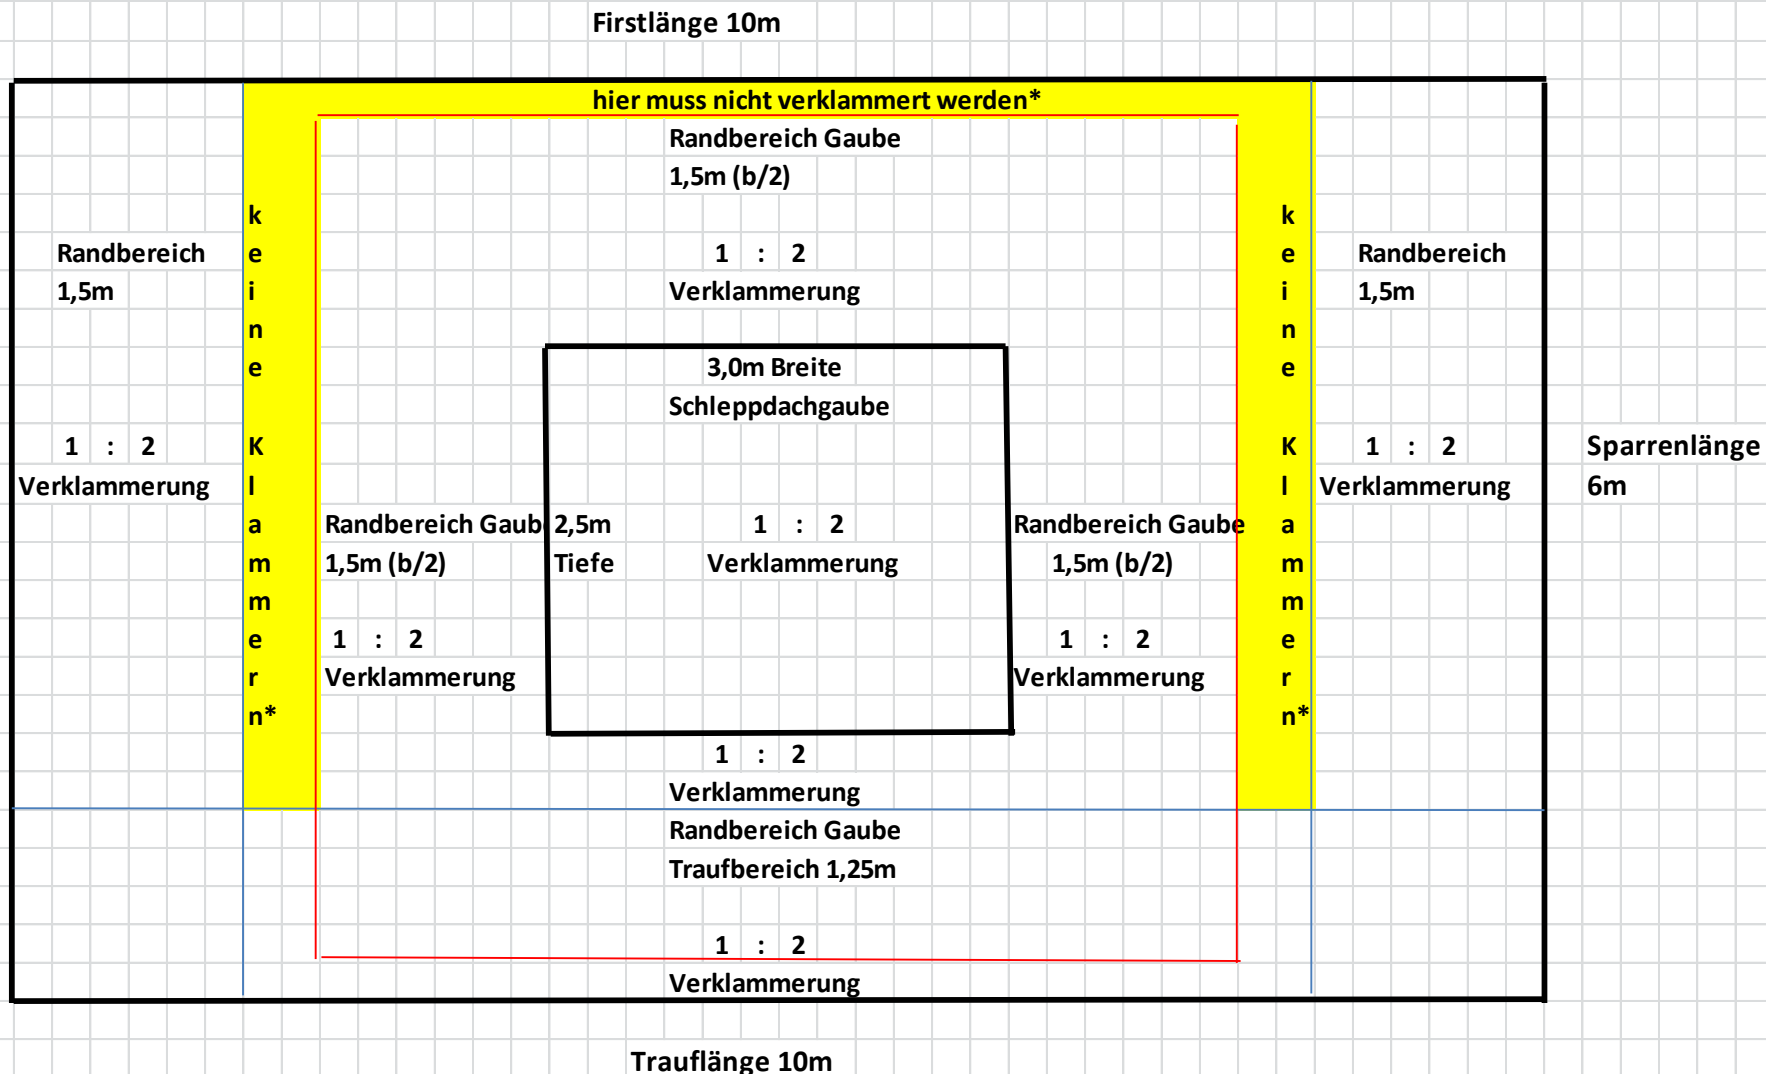 Firstlänge 10m
hier muss nicht verklammert werden*
Randbereich Gaube
1,5m (b/2)
1 : 2
Verklammerung
Randbereich
1,5m
1 : 2
Verklammerung
k
e
i
n
e
K
l
a
m
m
e
r
n*
Randbereich Gaub
1,5m (b/2)
1 : 2
Verklammerung
3,0m Breite
Schleppdachgaube
2,5m
Tiefe
1 : 2
Verklammerung
Randbereich Gaube
1,5m (b/2)
1 : 2
Verklammerung
k
e
i
n
e
K
l
a
m
m
e
r
n*
Randbereich
1,5m
1 : 2
Verklammerung
Sparrenlänge
6m
1 : 2
Verklammerung
Randbereich Gaube
Traufbereich 1,25m
1 : 2
Verklammerung
Trauflänge 10m